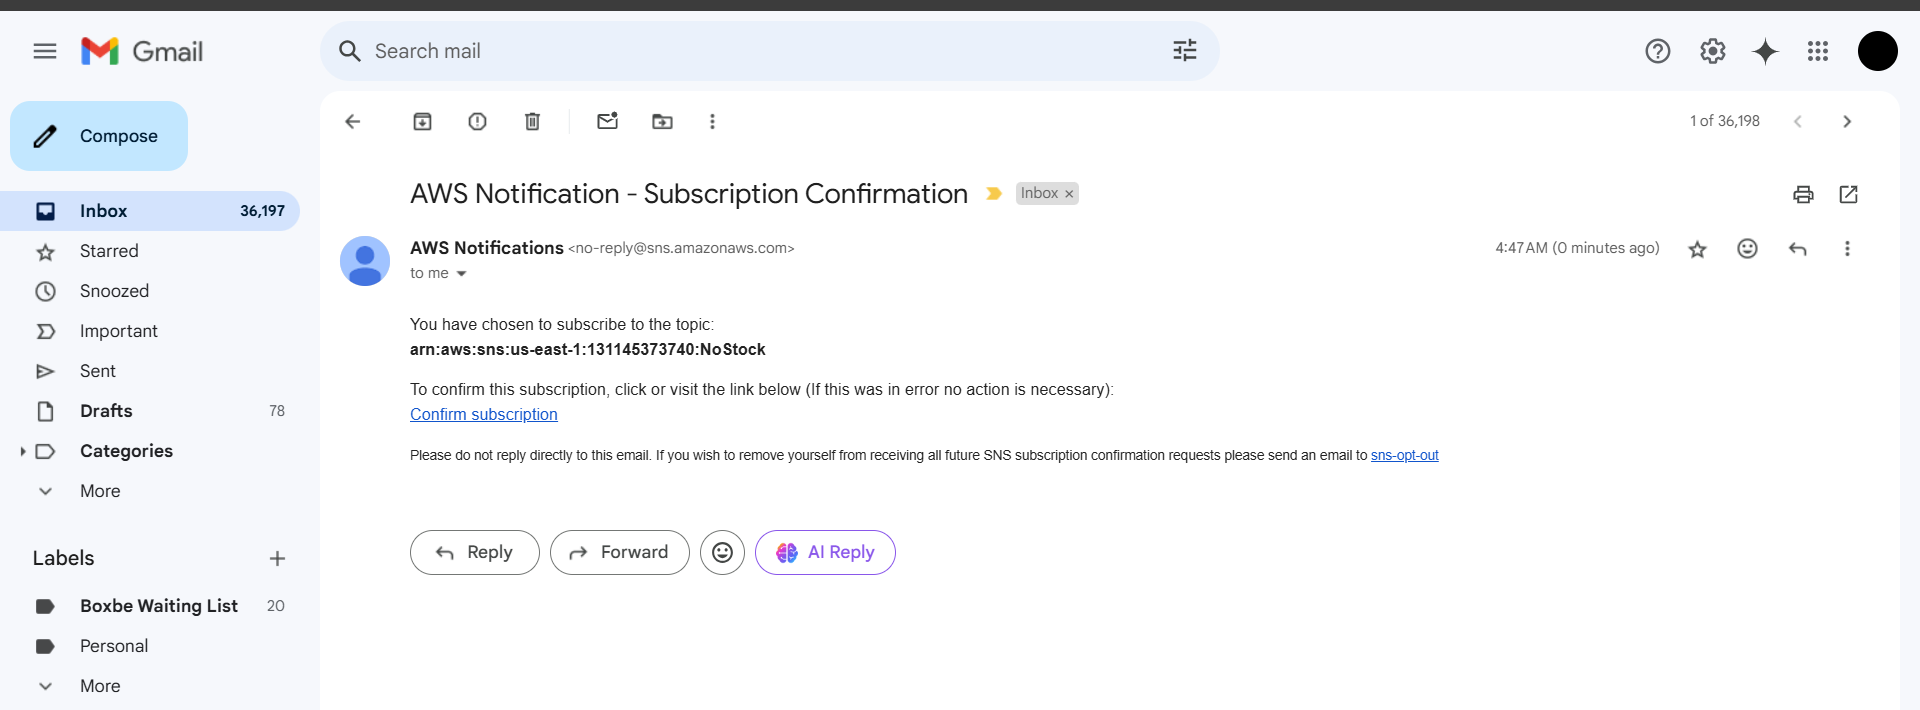 Gmail
Search mail
Compose
Inbox 36,197
Starred
Snoozed
Important
Sent
Drafts 78
Categories
More
Labels
Boxbe Waiting List 20
Personal
More
1 of 36,198
AWS Notification - Subscription Confirmation Inbox ×
AWS Notifications <no-reply@sns.amazonaws.com> 4:47 AM (0 minutes ago)
to me
You have chosen to subscribe to the topic:
arn:aws:sns:us-east-1:131145373740:NoStock
To confirm this subscription, click or visit the link below (If this was in error no action is necessary):
Confirm subscription
Please do not reply directly to this email. If you wish to remove yourself from receiving all future SNS subscription confirmation requests please send an email to sns-opt-out
Reply Forward AI Reply